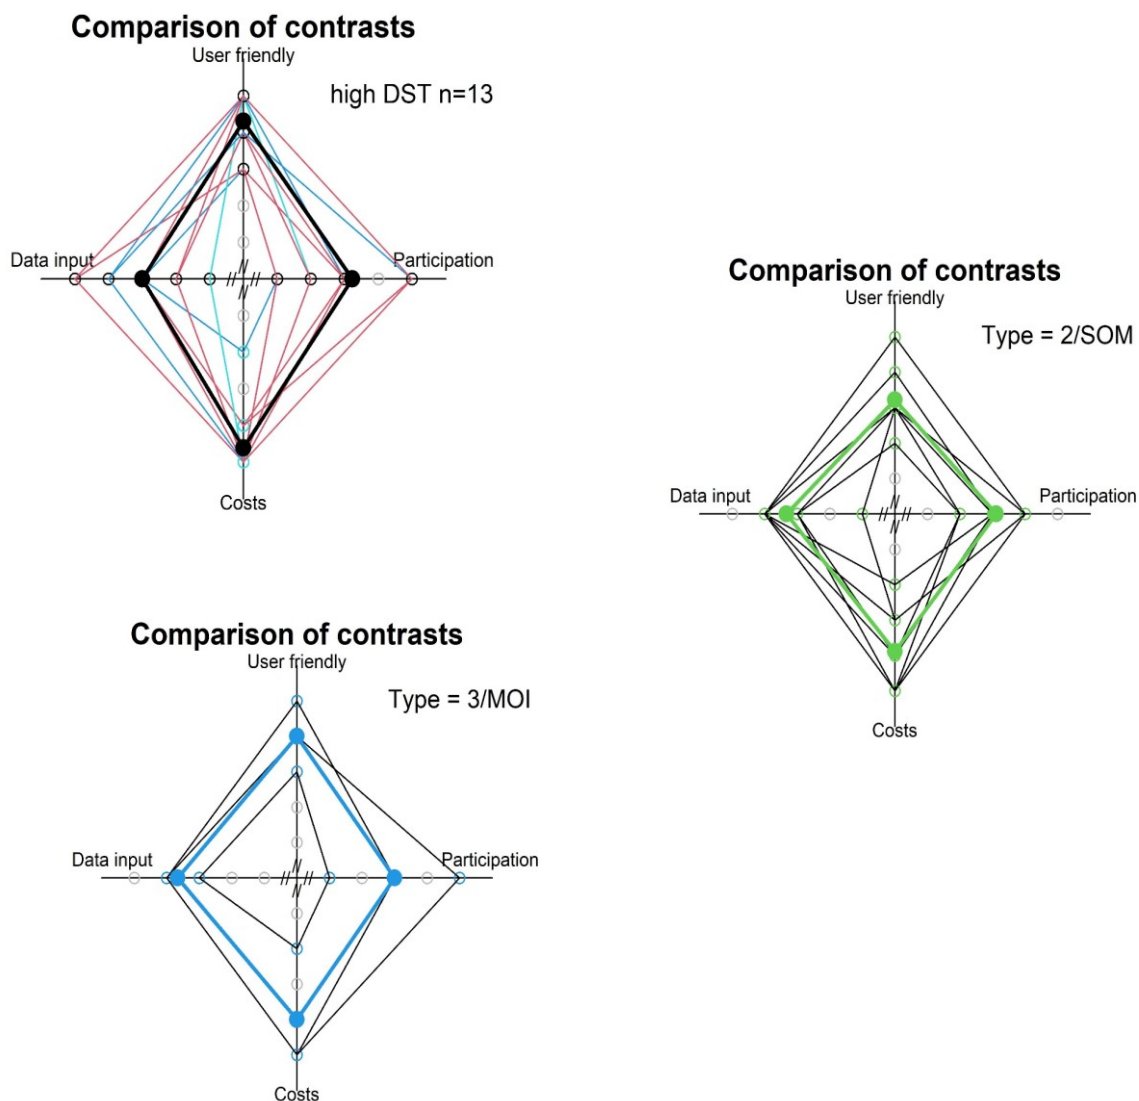 Comparison of contrasts
User friendly
high DST n=13
Data input
Participation
Costs
Comparison of contrasts
User friendly
Type = 2/SOM
Data input
Participation
Costs
Comparison of contrasts
User friendly
Type = 3/MOI
Data input
Participation
Costs